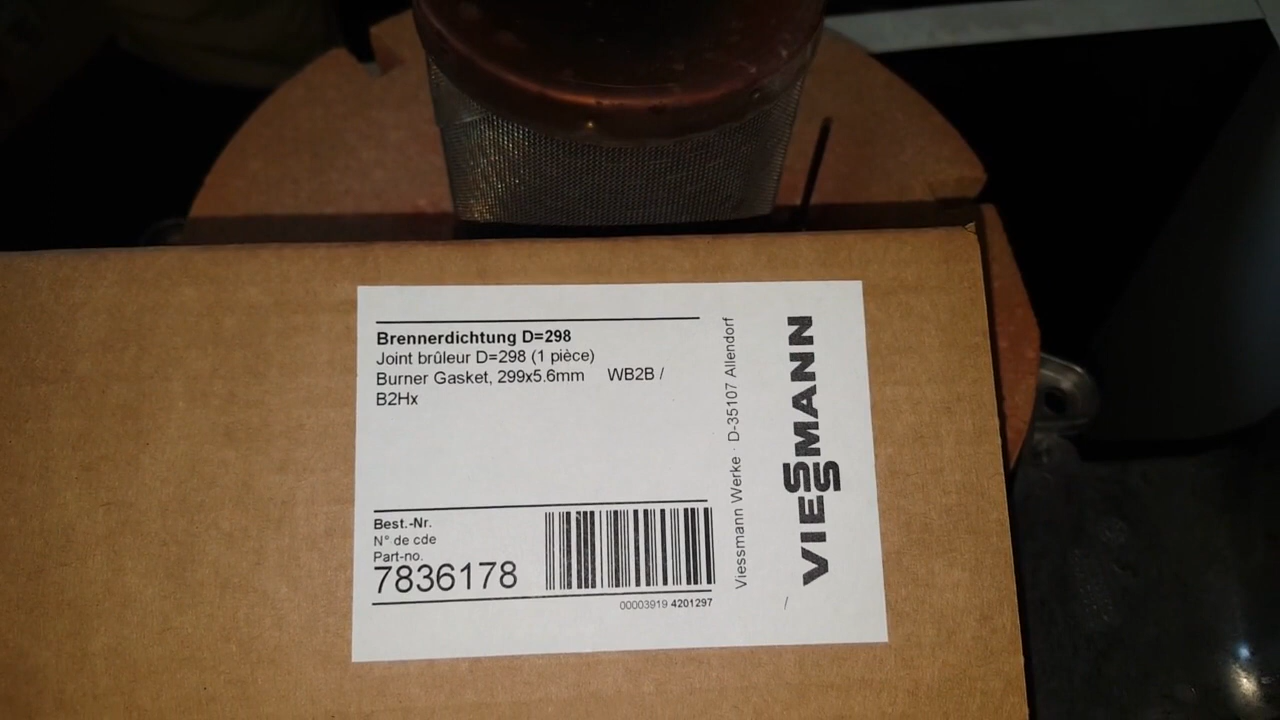 Brennerdichtung D=298
Joint brûleur D=298 (1 pièce)
Burner Gasket, 299x5.6mm WB2B /
B2Hx
Best.-Nr.
N° de cde
Part-no.
7836178
00003919 4201297
Viessmann Werke · D-35107 Allendorf
VIESSMANN